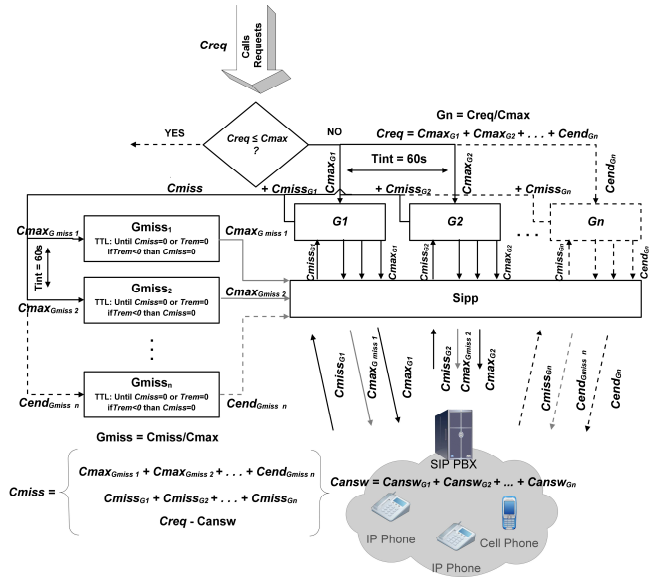 Creq
Calls
Requests
YES
Creq ≤ Cmax
?
NO
Gn = Creq/Cmax
Creq = CmaxG1 + CmaxG2 + . . . + CendGn
CmaxG1
Tint = 60s
CmaxG2
CendGn
Cmiss
+ CmissG1
+ CmissG2
+ CmissGn
G1
G2
. . .
Gn
CmaxG miss 1
Gmiss1
TTL: Until Cmiss=0 or Trem=0
ifTrem<0 than Cmiss=0
CmaxG miss 1
Tint = 60s
CmissG1
CmaxG1
CmissG2
CmaxG2
CmissGn
CendGn
CmaxGmiss 2
Gmiss2
TTL: Until Cmiss=0 or Trem=0
ifTrem<0 than Cmiss=0
CmaxGmiss 2
Sipp
.
.
.
CendGmiss n
Gmissn
TTL: Until Cmiss=0 or Trem=0
ifTrem<0 than Cmiss=0
CendGmiss n
CmissG1
CmaxG miss 1
CmaxG1
CmissG2
CmaxGmiss 2
CmaxG2
CmissGn
CendGmiss n
CendGn
Gmiss = Cmiss/Cmax
SIP PBX
Cmiss =
CmaxGmiss 1 + CmaxGmiss 2 + . . . + CendGmiss n
CmissG1 + CmissG2 + . . . + CmissGn
Creq - Cansw
Cansw = CanswG1 + CanswG2 + ... + CanswGn
IP Phone
Cell Phone
IP Phone